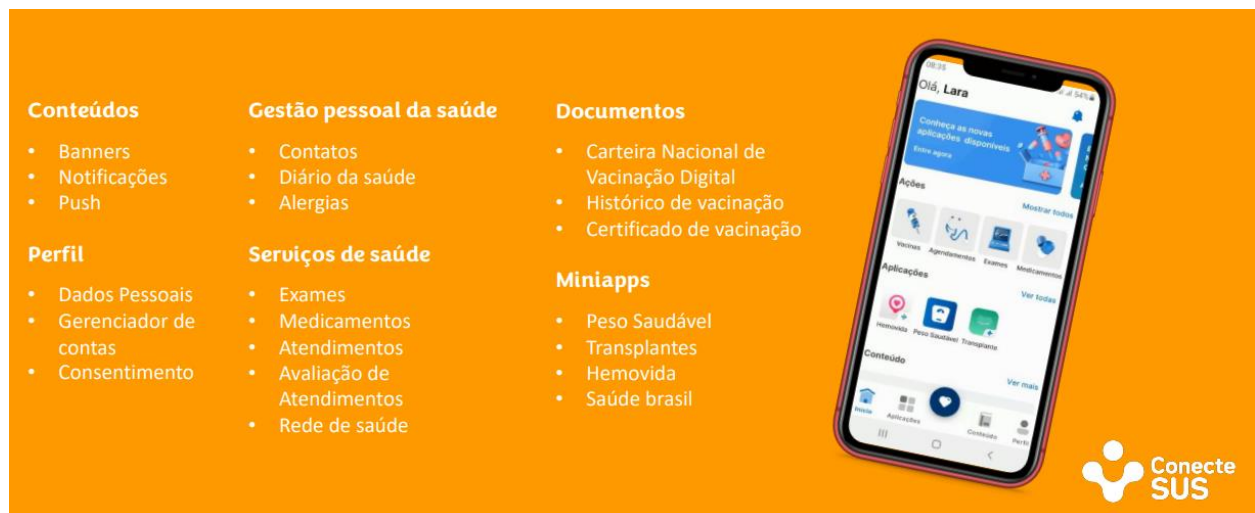 Conteúdos
• Banners
• Notificações
• Push
Perfil
• Dados Pessoais
• Gerenciador de
contas
• Consentimento
Gestão pessoal da saúde
• Contatos
• Diário da saúde
• Alergias
Serviços de saúde
• Exames
• Medicamentos
• Atendimentos
• Avaliação de
Atendimentos
• Rede de saúde
Documentos
• Carteira Nacional de
Vacinação Digital
• Histórico de vacinação
• Certificado de vacinação
Miniapps
• Peso Saudável
• Transplantes
• Hemovida
• Saúde brasil
08:35
54%
Olá, Lara
Conheça as novas
aplicações disponíveis
Entre agora
Ações
Mostrar todos
Vacinas
Agendamentos
Exames
Medicamentos
Aplicações
Ver todas
Hemovida
Peso Saudável
Transplante
Conteúdo
Ver mais
Início
Aplicações
Conteúdo
Perfil
Conecte
SUS